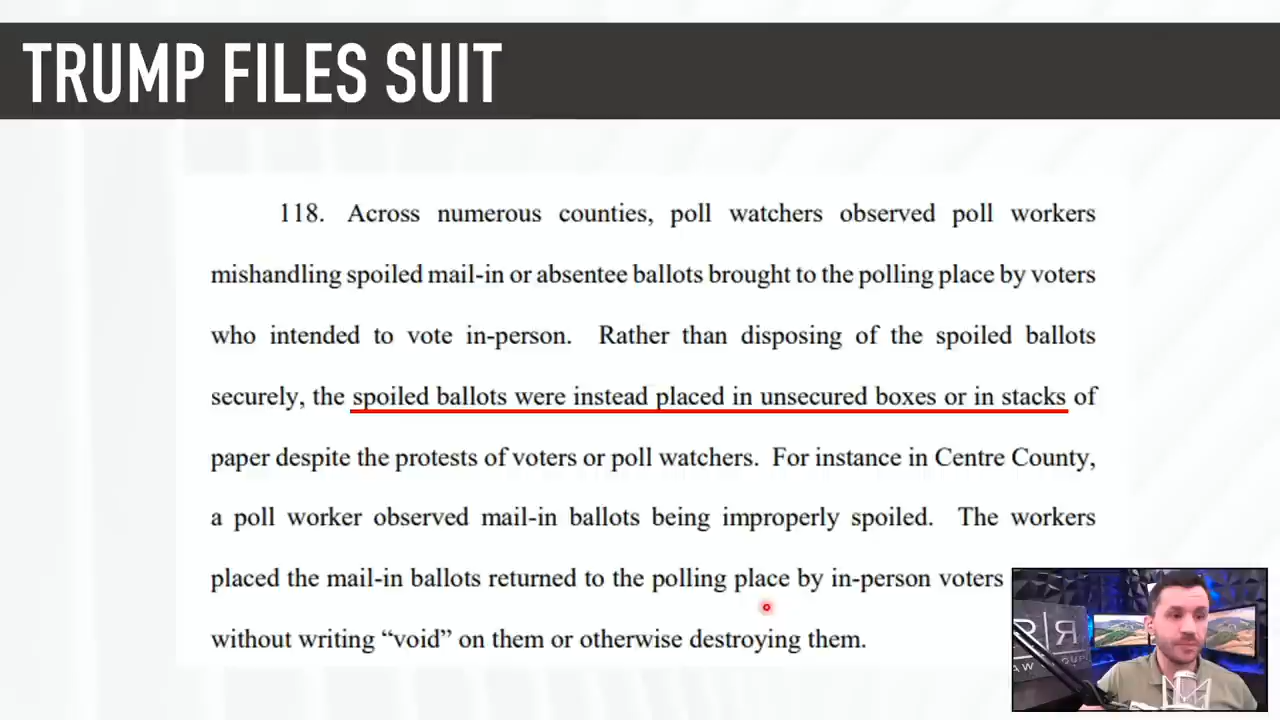 TRUMP FILES SUIT
118. Across numerous counties, poll watchers observed poll workers
mishandling spoiled mail-in or absentee ballots brought to the polling place by voters
who intended to vote in-person. Rather than disposing of the spoiled ballots
securely, the spoiled ballots were instead placed in unsecured boxes or in stacks of
paper despite the protests of voters or poll watchers. For instance in Centre County,
a poll worker observed mail-in ballots being improperly spoiled. The workers
placed the mail-in ballots returned to the polling place by in-person voters
without writing “void” on them or otherwise destroying them.